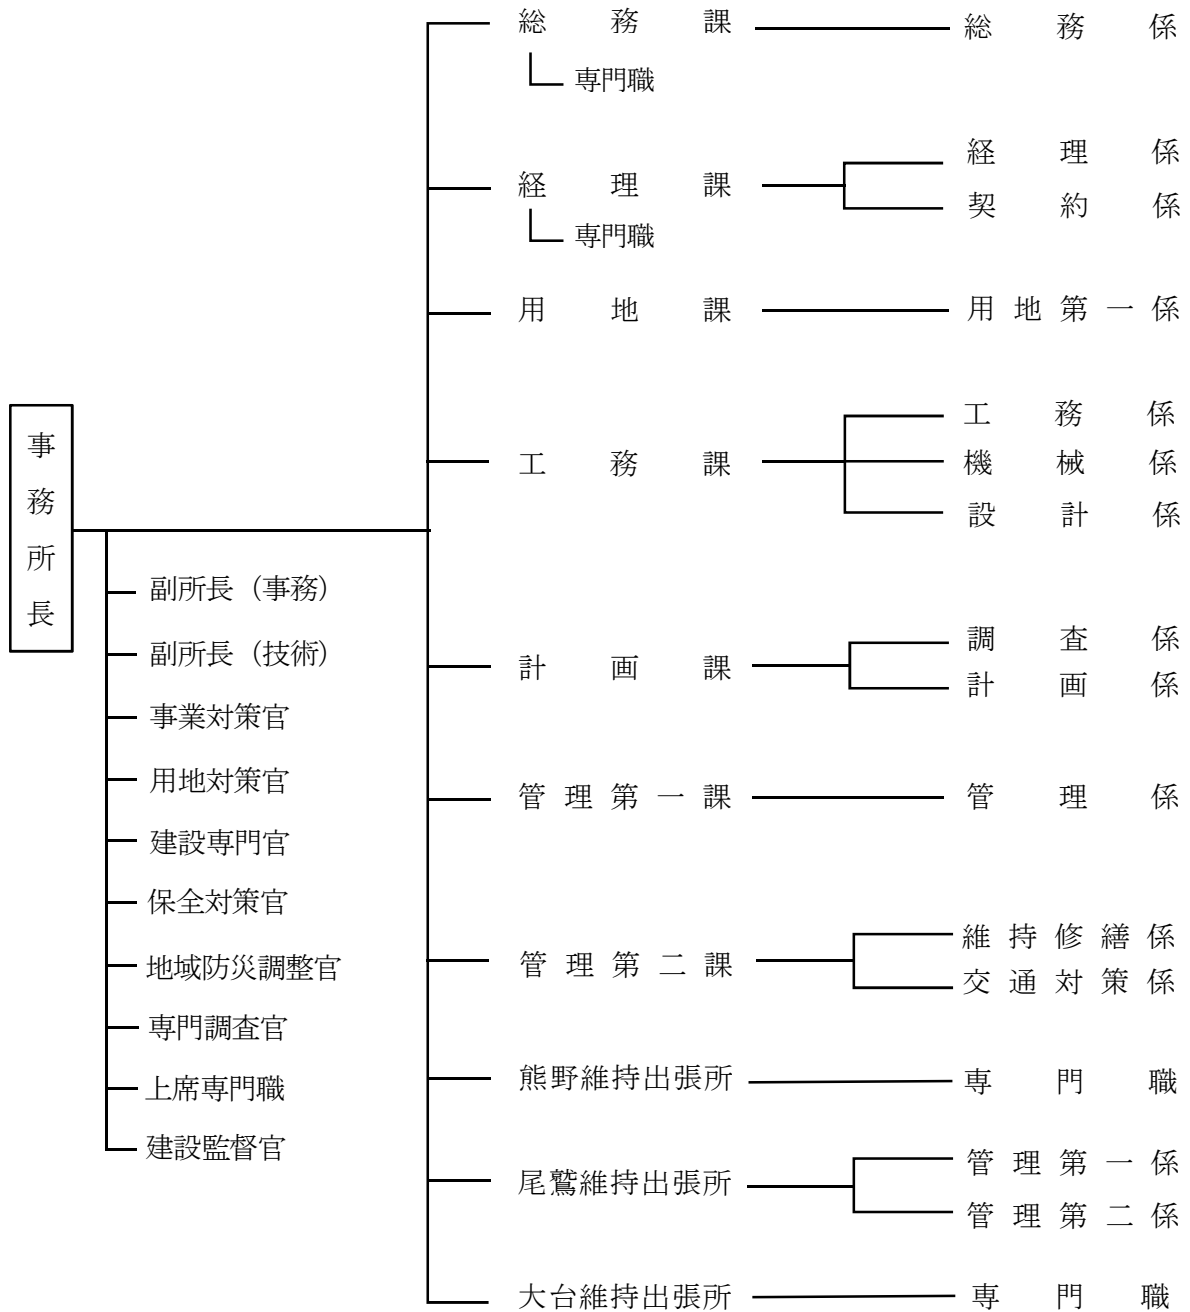 総務課 総務係
専門職
経理課 経理係
契約係
専門職
用地課 用地第一係
工務課 工務係
機械係
設計係
事務所長
副所長（事務）
副所長（技術）
事業対策官
用地対策官
建設専門官
保全対策官
地域防災調整官
専門調査官
上席専門職
建設監督官
計画課 調査係
計画係
管理第一課 管理係
管理第二課 維持修繕係
交通対策係
熊野維持出張所 専門職
尾鷲維持出張所 管理第一係
管理第二係
大台維持出張所 専門職